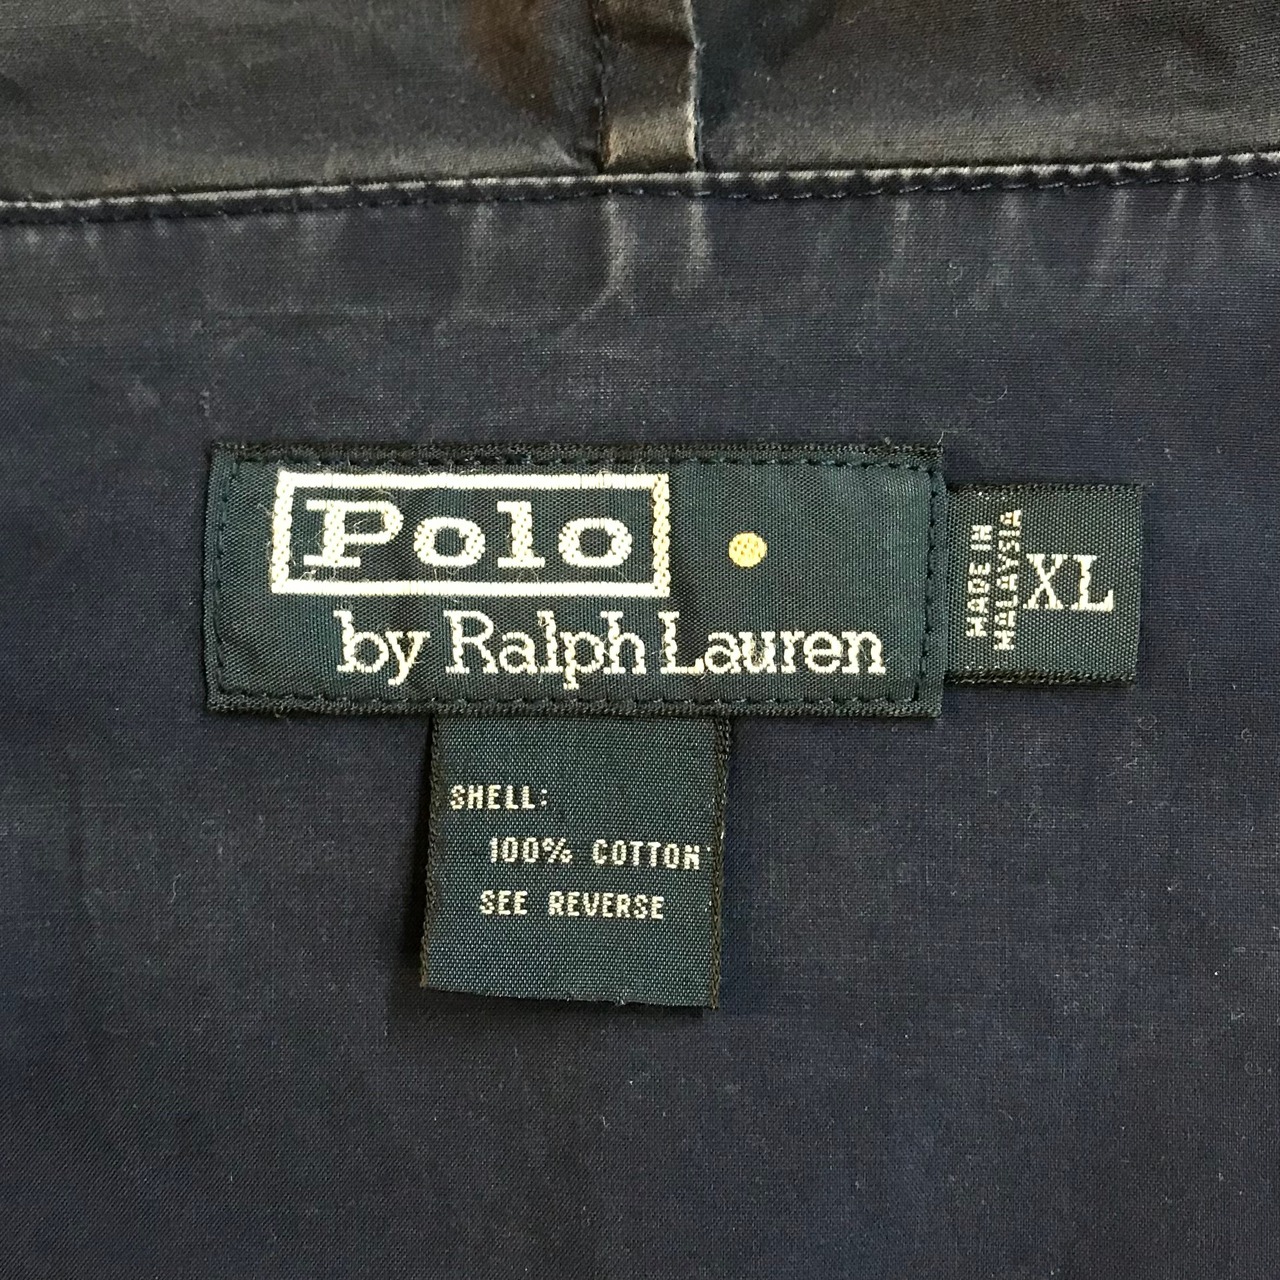 Polo
by Ralph Lauren
MADE IN
MALAYSIA
XL
SHELL:
100% COTTON
SEE REVERSE